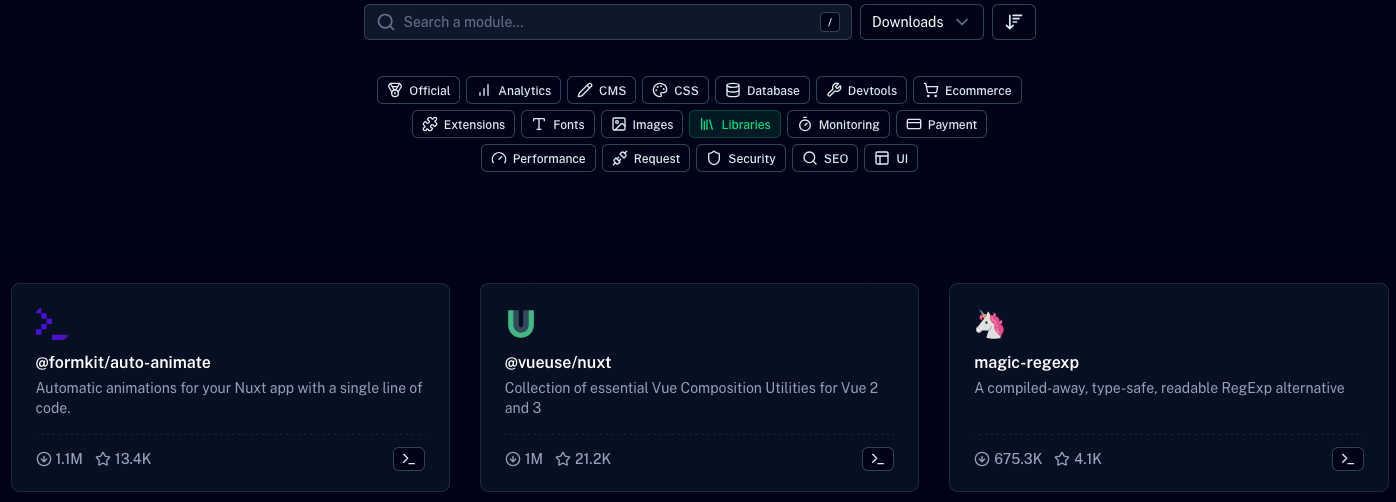 Search a module... / Downloads
Official Analytics CMS CSS Database Devtools Ecommerce
Extensions Fonts Images Libraries Monitoring Payment
Performance Request Security SEO UI
@formkit/auto-animate
Automatic animations for your Nuxt app with a single line of
code.
1.1M 13.4K
@vueuse/nuxt
Collection of essential Vue Composition Utilities for Vue 2
and 3
1M 21.2K
magic-regexp
A compiled-away, type-safe, readable RegExp alternative
675.3K 4.1K